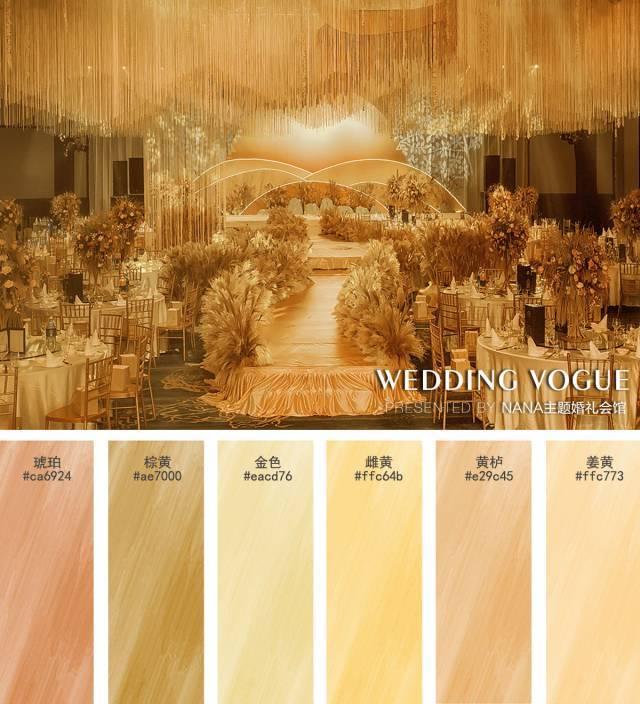 WEDDING VOGUE
PRESENTED BY NANA主题婚礼会馆
琥珀
#ca6924
棕黄
#ae7000
金色
#eacd76
雌黄
#ffc64b
黄栌
#e29c45
姜黄
#ffc773